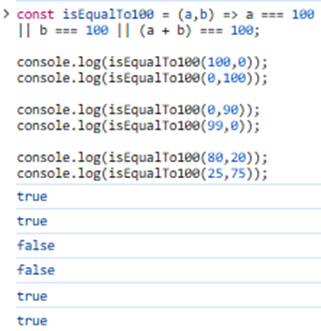 > const isEqualTo100 = (a,b) => a === 100
|| b === 100 || (a + b) === 100;
console.log(isEqualTo100(100,0));
console.log(isEqualTo100(0,100));
console.log(isEqualTo100(0,90));
console.log(isEqualTo100(99,0));
console.log(isEqualTo100(80,20));
console.log(isEqualTo100(25,75));
true
true
false
false
true
true